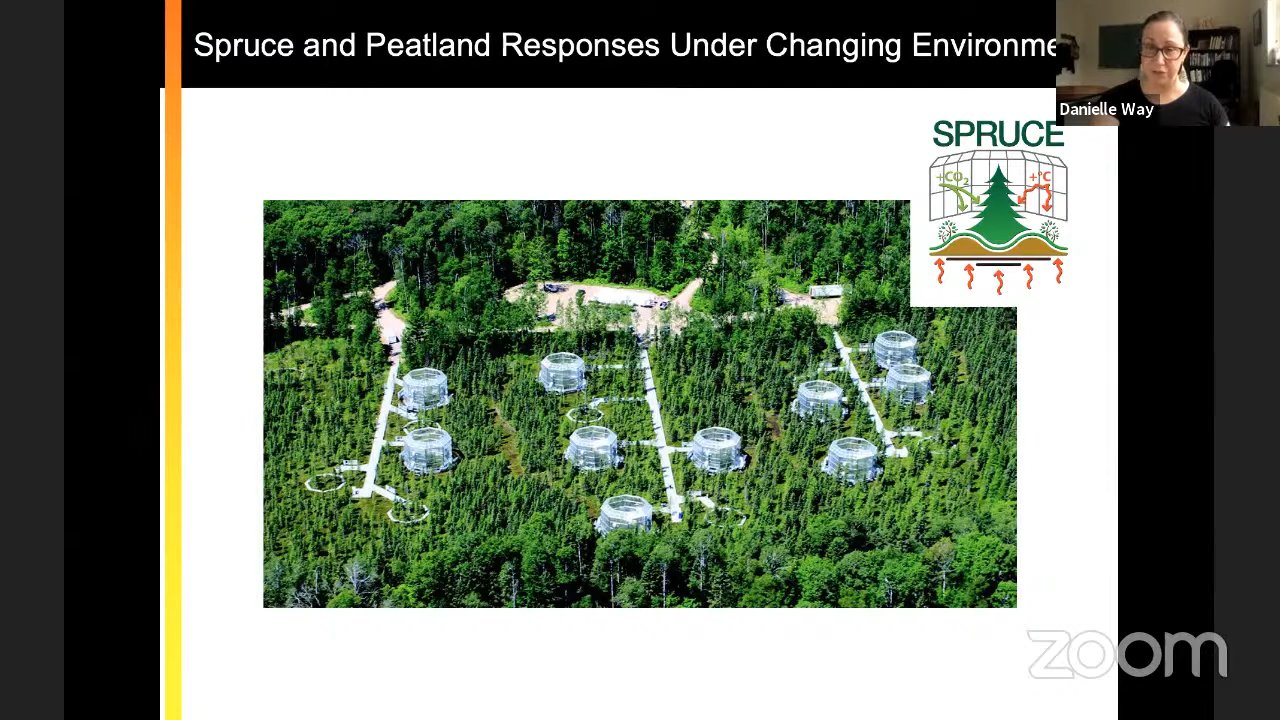 Spruce and Peatland Responses Under Changing Environme
Danielle Way
SPRUCE
+CO2
+°C
zoom